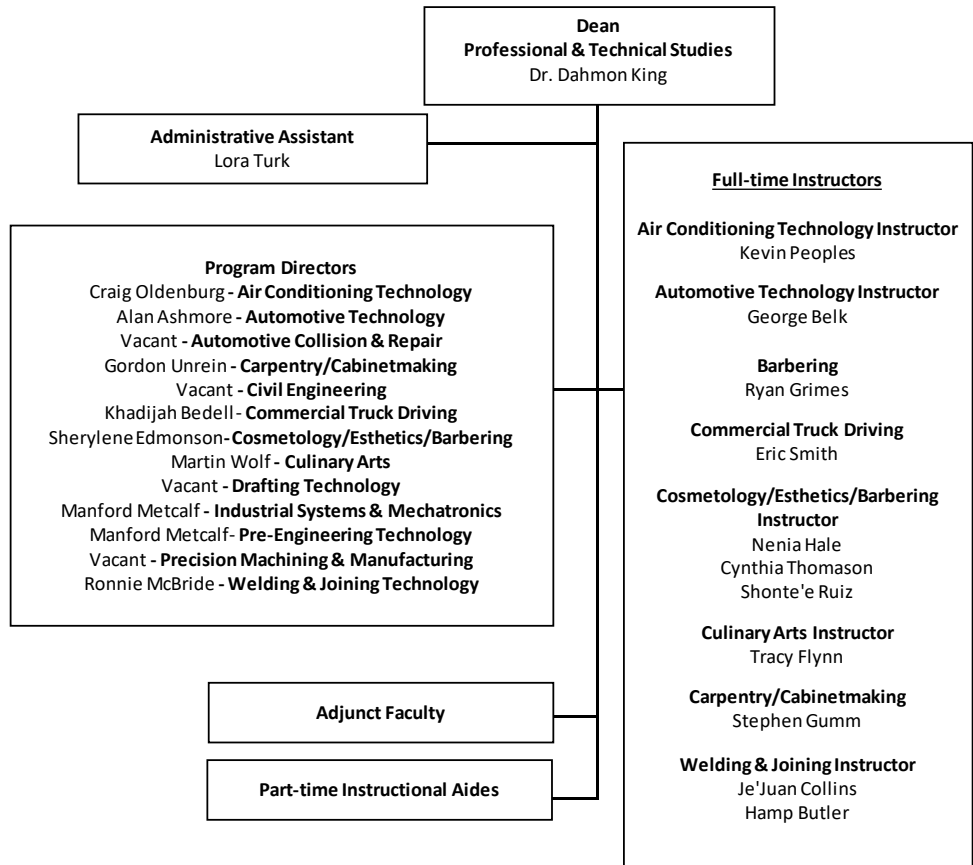 Dean
Professional & Technical Studies
Dr. Dahmon King
Administrative Assistant
Lora Turk
Program Directors
Craig Oldenburg - Air Conditioning Technology
Alan Ashmore - Automotive Technology
Vacant - Automotive Collision & Repair
Gordon Unrein - Carpentry/Cabinetmaking
Vacant - Civil Engineering
Khadijah Bedell- Commercial Truck Driving
Sherylene Edmonson- Cosmetology/Esthetics/Barbering
Martin Wolf - Culinary Arts
Vacant - Drafting Technology
Manford Metcalf - Industrial Systems & Mechatronics
Manford Metcalf- Pre-Engineering Technology
Vacant - Precision Machining & Manufacturing
Ronnie McBride - Welding & Joining Technology
Full-time Instructors
Air Conditioning Technology Instructor
Kevin Peoples
Automotive Technology Instructor
George Belk
Barbering
Ryan Grimes
Commercial Truck Driving
Eric Smith
Cosmetology/Esthetics/Barbering
Instructor
Nenia Hale
Cynthia Thomason
Shonte'e Ruiz
Culinary Arts Instructor
Tracy Flynn
Carpentry/Cabinetmaking
Stephen Gumm
Welding & Joining Instructor
Je'Juan Collins
Hamp Butler
Adjunct Faculty
Part-time Instructional Aides